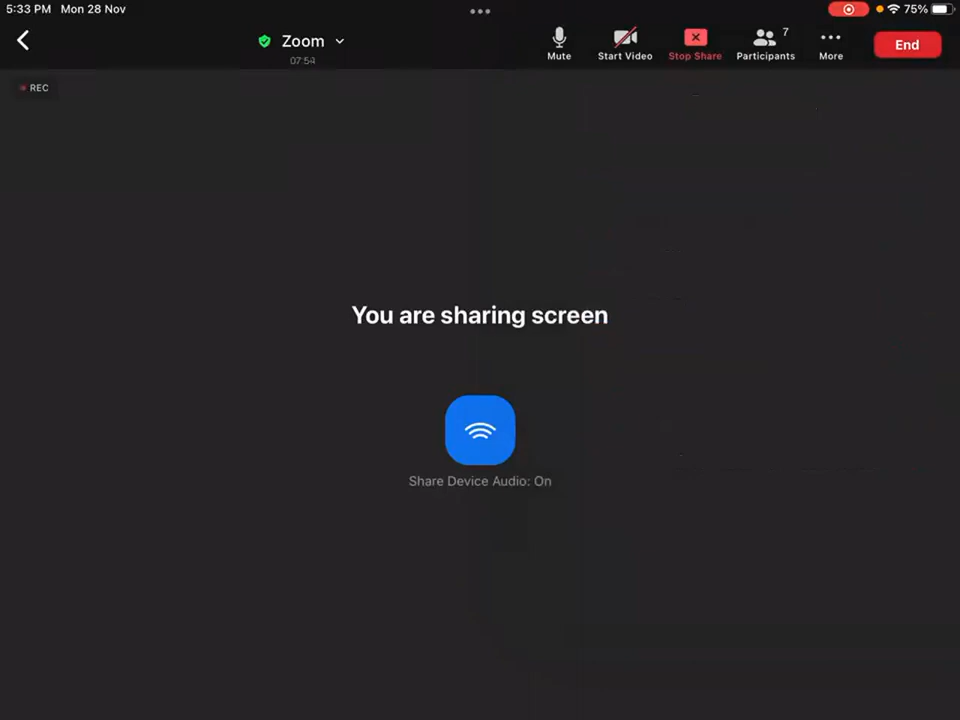 5:33 PM Mon 28 Nov
75%
Zoom
07:54
Mute
Start Video
Stop Share
Participants
7
More
End
REC
You are sharing screen
Share Device Audio: On